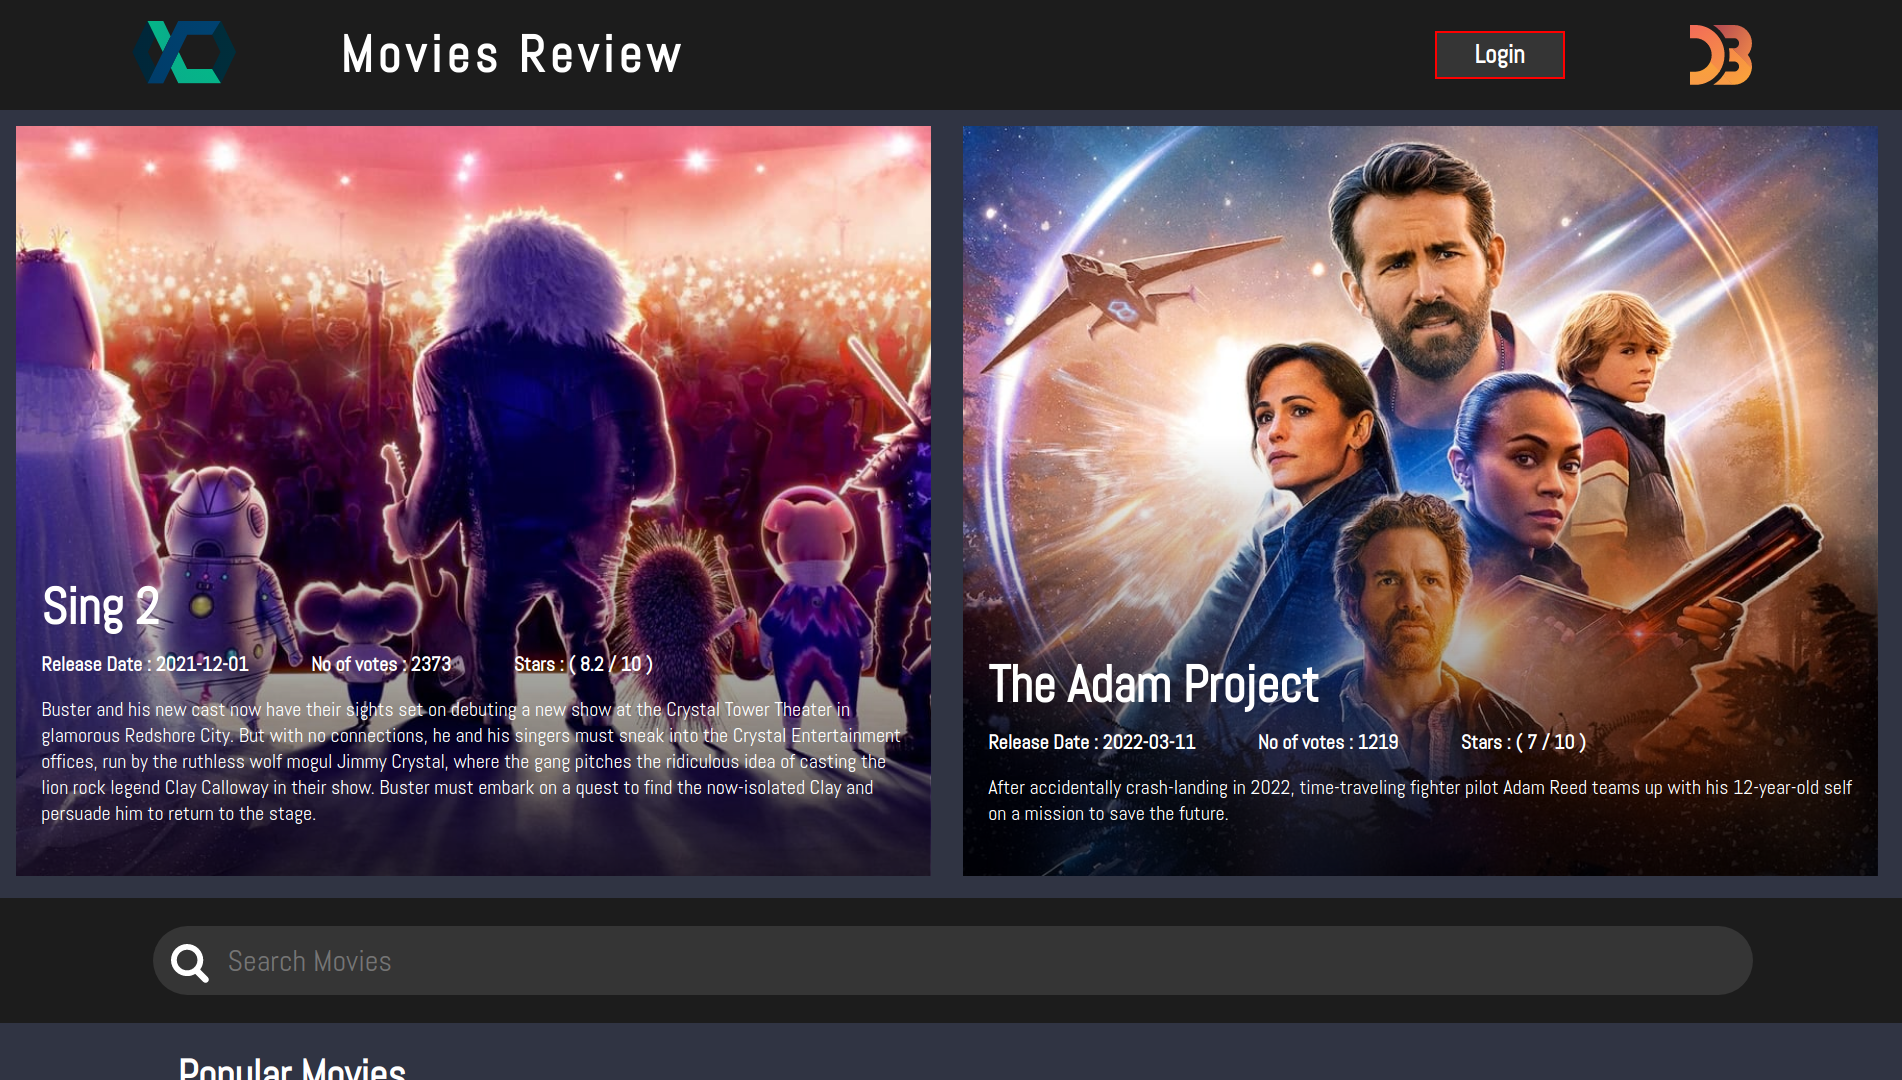 Movies Review
Login
Sing 2
Release Date : 2021-12-01 No of votes : 2373 Stars : ( 8.2 / 10 )
Buster and his new cast now have their sights set on debuting a new show at the Crystal Tower Theater in
glamorous Redshore City. But with no connections, he and his singers must sneak into the Crystal Entertainment
offices, run by the ruthless wolf mogul Jimmy Crystal, where the gang pitches the ridiculous idea of casting the
lion rock legend Clay Calloway in their show. Buster must embark on a quest to find the now-isolated Clay and
persuade him to return to the stage.
The Adam Project
Release Date : 2022-03-11 No of votes : 1219 Stars : ( 7 / 10 )
After accidentally crash-landing in 2022, time-traveling fighter pilot Adam Reed teams up with his 12-year-old self
on a mission to save the future.
Search Movies
Popular Movies